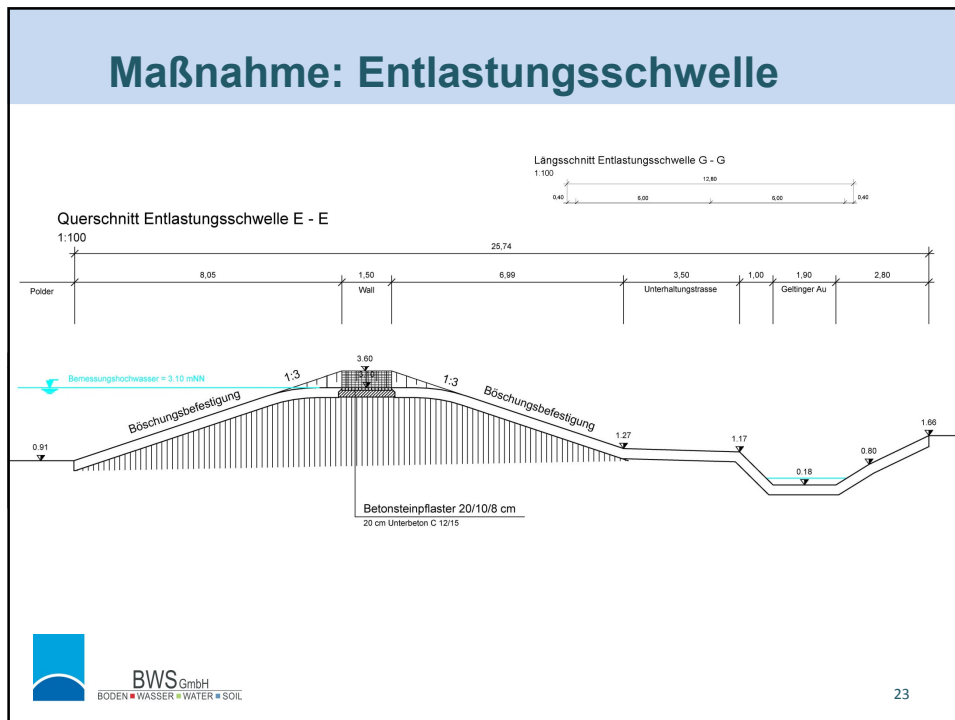 Maßnahme: Entlastungsschwelle
Längsschnitt Entlastungsschwelle G - G
1:100
12,80
0,40 6,00 6,00 0,40
Querschnitt Entlastungsschwelle E - E
1:100
25,74
8,05 1,50 6,99 3,50 1,00 1,90 2,80
Polder Wall Unterhaltungstrasse Geltinger Au
3.60
Bemessungshochwasser = 3.10 mNN
1:3 3.10 1:3
Böschungsbefestigung Böschungsbefestigung
0.91 1.27 1.17 0.18 0.80 1.66
Betonsteinpflaster 20/10/8 cm
20 cm Unterbeton C 12/15
BWS GmbH
BODEN WASSER WATER SOIL
23